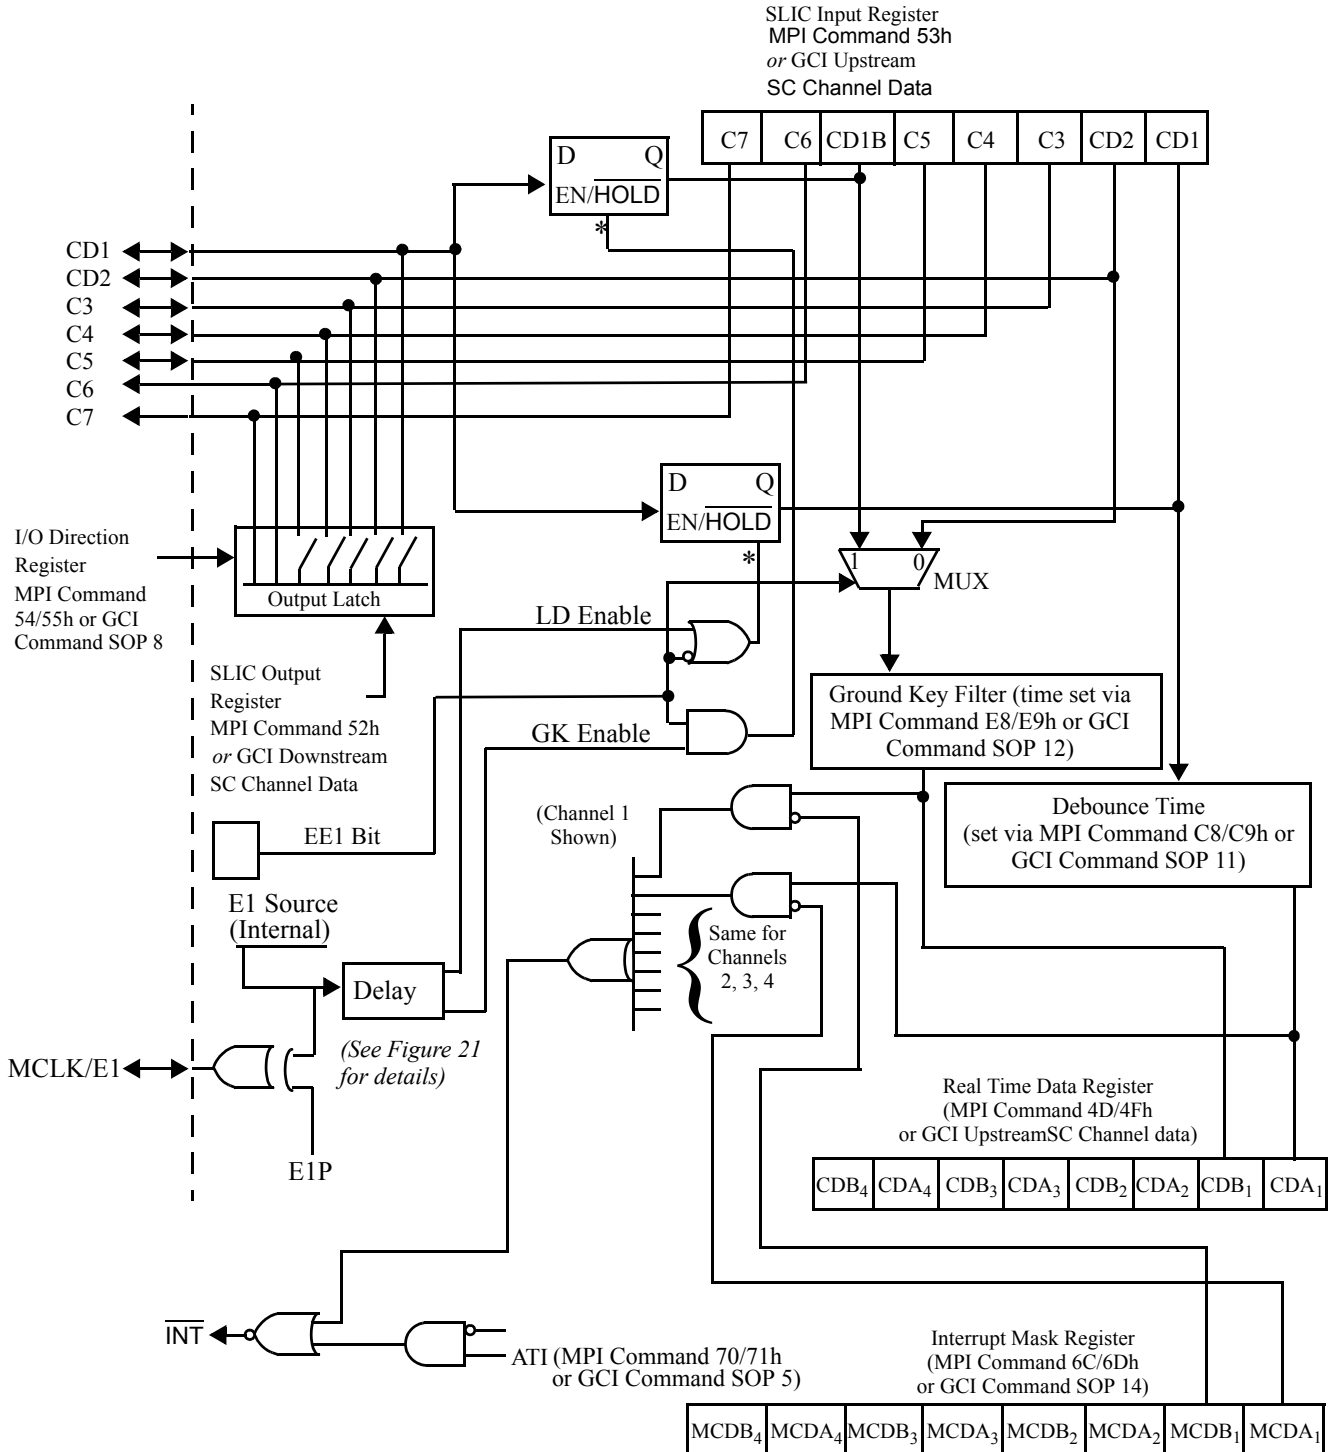 SLIC Input Register
MPI Command 53h
or GCI Upstream
SC Channel Data
C7 C6 CD1B C5 C4 C3 CD2 CD1
D Q
EN/HOLD
*
CD1
CD2
C3
C4
C5
C6
C7
D Q
EN/HOLD
*
I/O Direction
Register
MPI Command
54/55h or GCI
Command SOP 8
Output Latch
1 0
MUX
LD Enable
SLIC Output
Register
MPI Command 52h
or GCI Downstream
SC Channel Data
GK Enable
Ground Key Filter (time set via
MPI Command E8/E9h or GCI
Command SOP 12)
Debounce Time
(set via MPI Command C8/C9h or
GCI Command SOP 11)
(Channel 1
Shown)
EE1 Bit
E1 Source
(Internal)
Same for
Channels
2, 3, 4
Delay
(See Figure 21
for details)
MCLK/E1
E1P
Real Time Data Register
(MPI Command 4D/4Fh
or GCI UpstreamSC Channel data)
CDB4 CDA4 CDB3 CDA3 CDB2 CDA2 CDB1 CDA1
INT
ATI (MPI Command 70/71h
or GCI Command SOP 5)
Interrupt Mask Register
(MPI Command 6C/6Dh
or GCI Command SOP 14)
MCDB4 MCDA4 MCDB3 MCDA3 MCDB2 MCDA2 MCDB1 MCDA1